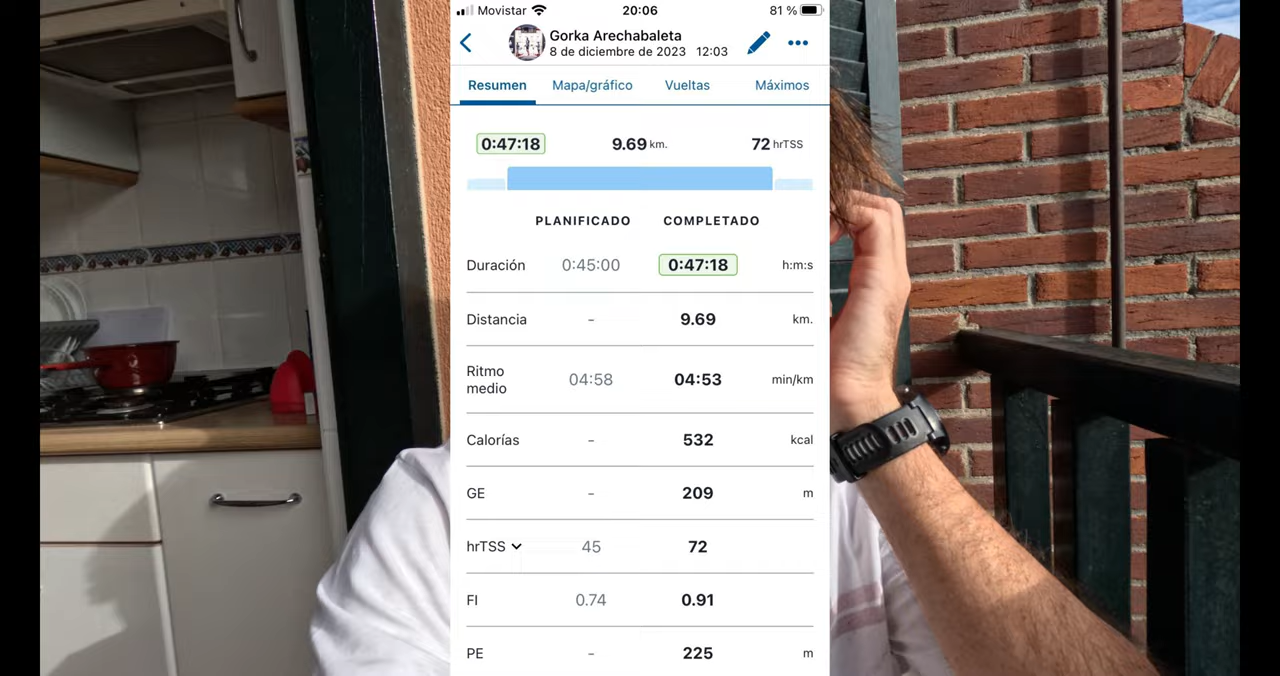 Movistar 20:06 81 %
Gorka Arechabaleta
8 de diciembre de 2023 12:03
Resumen Mapa/gráfico Vueltas Máximos
0:47:18 9.69 km. 72 hrTSS
PLANIFICADO COMPLETADO
Duración 0:45:00 0:47:18 h:m:s
Distancia - 9.69 km.
Ritmo
medio 04:58 04:53 min/km
Calorías - 532 kcal
GE - 209 m
hrTSS 45 72
FI 0.74 0.91
PE - 225 m